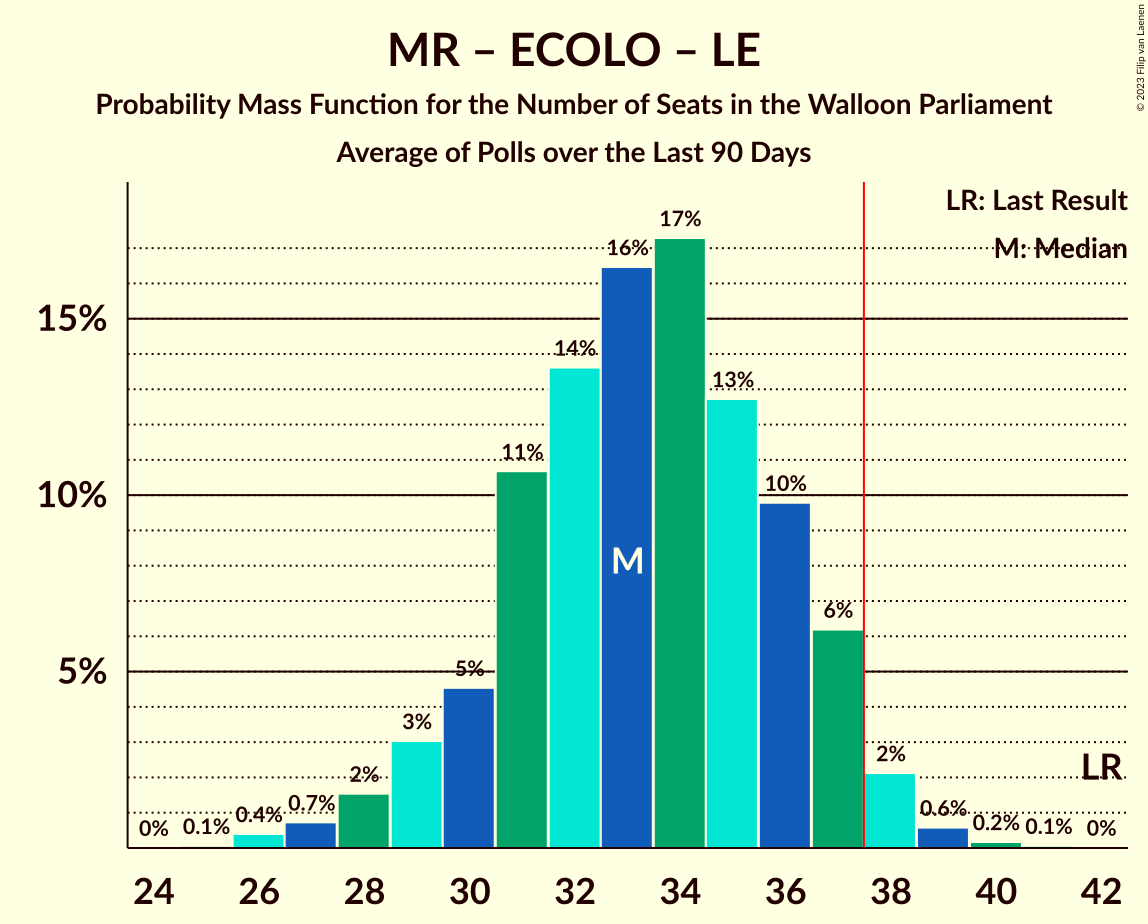 MR – ECOLO – LE
Probability Mass Function for the Number of Seats in the Walloon Parliament
Average of Polls over the Last 90 Days
© 2023 Filip van Laenen
LR: Last Result
M: Median
15%
10%
5%
0%
0.1%
0.4%
0.7%
2%
3%
5%
11%
14%
16%
17%
13%
10%
6%
2%
0.6%
0.2%
0.1%
0%
M
LR
24 26 28 30 32 34 36 38 40 42